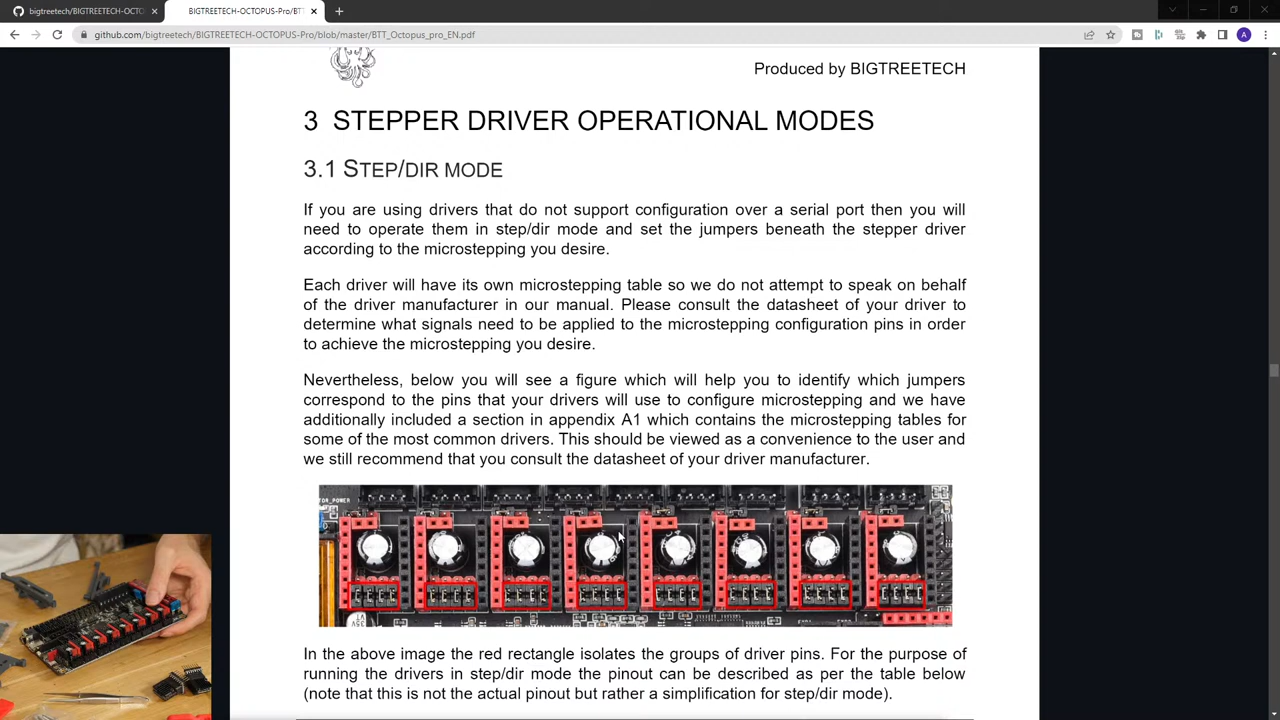 bigtreetech/BIGTREETECH-OCTO
BIGTREETECH-OCTOPUS-Pro/BTT
github.com/bigtreetech/BIGTREETECH-OCTOPUS-Pro/blob/master/BTT_Octopus_pro_EN.pdf
A
Produced by BIGTREETECH
3 STEPPER DRIVER OPERATIONAL MODES
3.1 STEP/DIR MODE
If you are using drivers that do not support configuration over a serial port then you will
need to operate them in step/dir mode and set the jumpers beneath the stepper driver
according to the microstepping you desire.
Each driver will have its own microstepping table so we do not attempt to speak on behalf
of the driver manufacturer in our manual. Please consult the datasheet of your driver to
determine what signals need to be applied to the microstepping configuration pins in order
to achieve the microstepping you desire.
Nevertheless, below you will see a figure which will help you to identify which jumpers
correspond to the pins that your drivers will use to configure microstepping and we have
additionally included a section in appendix A1 which contains the microstepping tables for
some of the most common drivers. This should be viewed as a convenience to the user and
we still recommend that you consult the datasheet of your driver manufacturer.
TOR_POWER
In the above image the red rectangle isolates the groups of driver pins. For the purpose of
running the drivers in step/dir mode the pinout can be described as per the table below
(note that this is not the actual pinout but rather a simplification for step/dir mode).